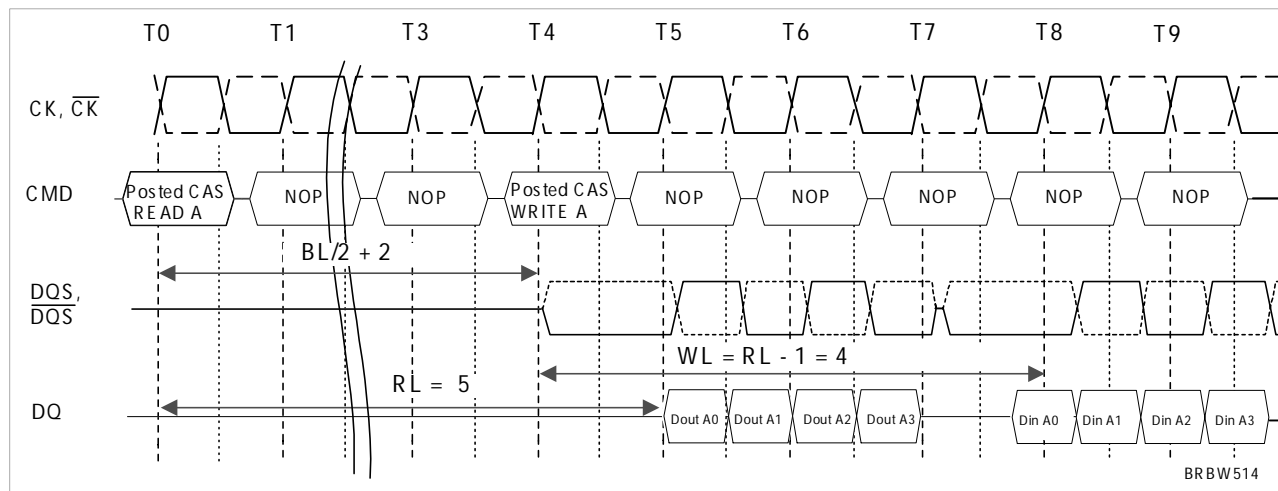 T0 T1 T3 T4 T5 T6 T7 T8 T9
CK, CK
CMD
Posted CAS
READ A
NOP
NOP
Posted CAS
WRITE A
NOP
NOP
NOP
NOP
NOP
BL/2 + 2
DQS,
DQS
WL = RL - 1 = 4
RL = 5
DQ
Dout A0 Dout A1 Dout A2 Dout A3 Din A0 Din A1 Din A2 Din A3
BRBW514